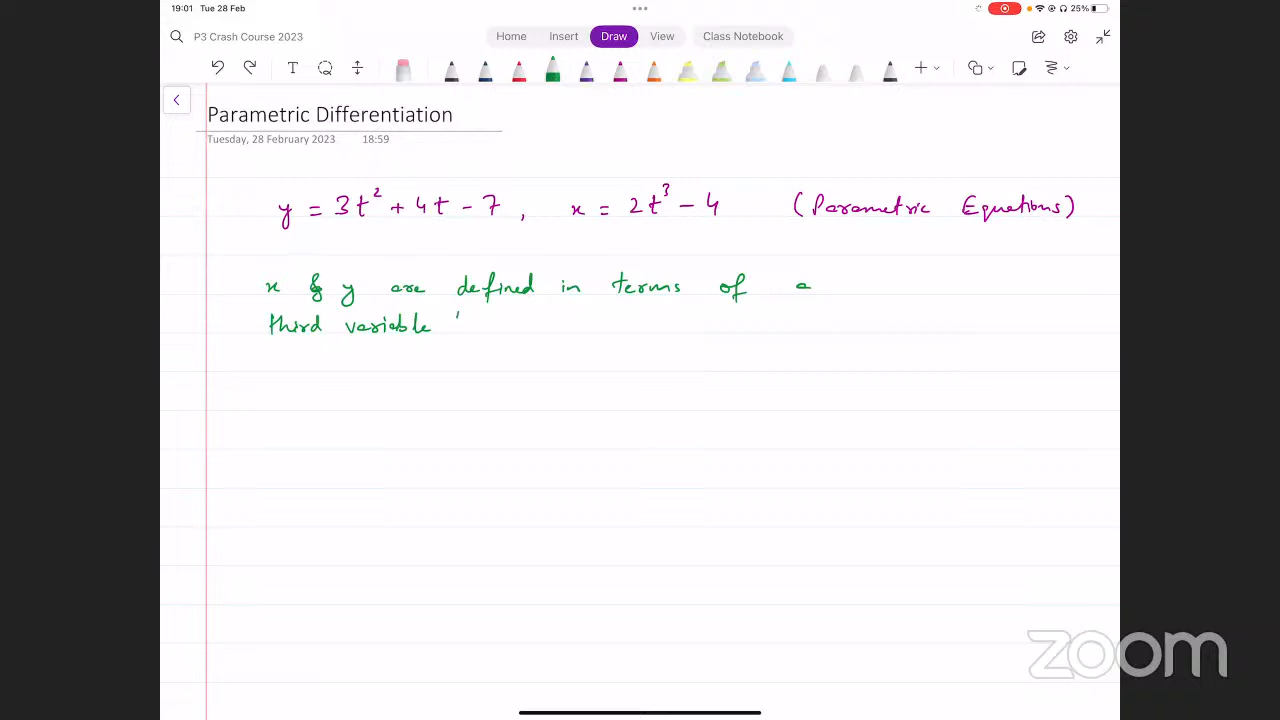 19:01 Tue 28 Feb
25%
P3 Crash Course 2023
Home Insert Draw View Class Notebook
Parametric Differentiation
Tuesday, 28 February 2023 18:59
y = 3t² + 4t - 7 , x = 2t³ - 4 (Parametric Equations)
x & y are defined in terms of a
third variable '
zoom